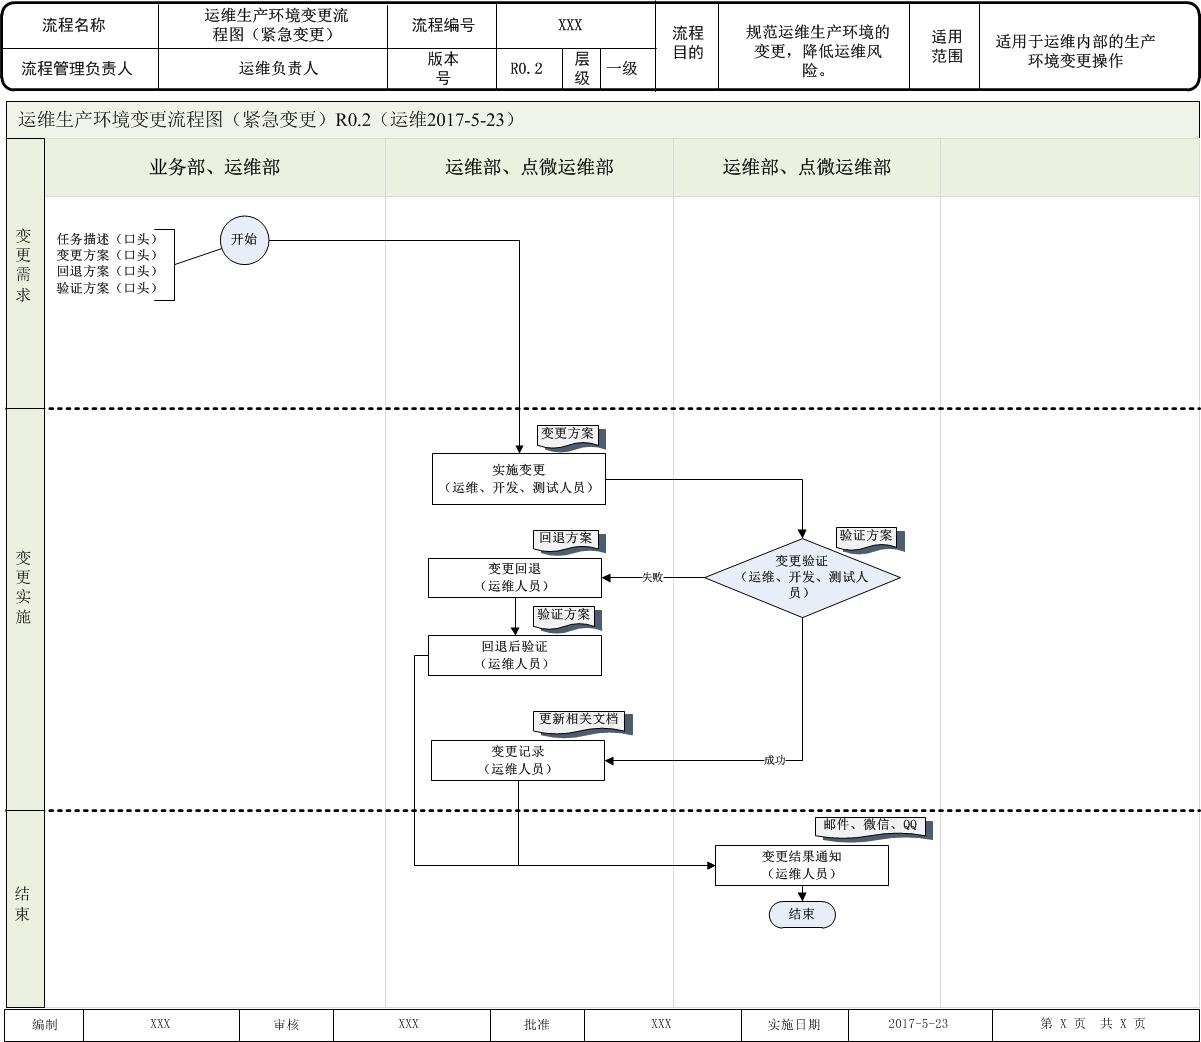 流程名称
运维生产环境变更流
程图（紧急变更）
流程编号
XXX
流程
目的
规范运维生产环境的
变更，降低运维风
险。
适用
范围
适用于运维内部的生产
环境变更操作
流程管理负责人
运维负责人
版本
号
R0.2
层
级
一级
运维生产环境变更流程图（紧急变更）R0.2（运维2017-5-23）
业务部、运维部
运维部、点微运维部
运维部、点微运维部
变
更
需
求
任务描述（口头）
变更方案（口头）
回退方案（口头）
验证方案（口头）
开始
变
更
实
施
变更方案
实施变更
（运维、开发、测试人员）
验证方案
变更验证
（运维、开发、测试人
员）
失败
回退方案
变更回退
（运维人员）
验证方案
回退后验证
（运维人员）
更新相关文档
变更记录
（运维人员）
成功
结
束
邮件、微信、QQ
变更结果通知
（运维人员）
结束
编制
XXX
审核
XXX
批准
XXX
实施日期
2017-5-23
第 X 页 共 X 页